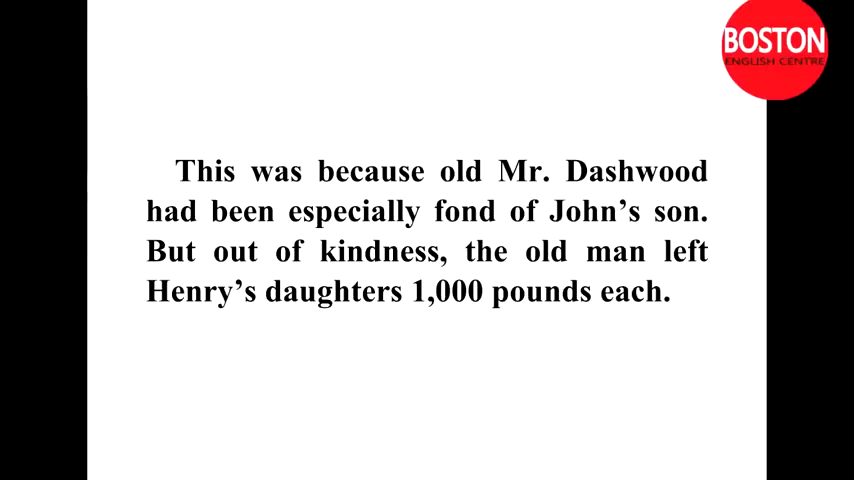 BOSTON
ENGLISH CENTRE
This was because old Mr. Dashwood
had been especially fond of John’s son.
But out of kindness, the old man left
Henry’s daughters 1,000 pounds each.